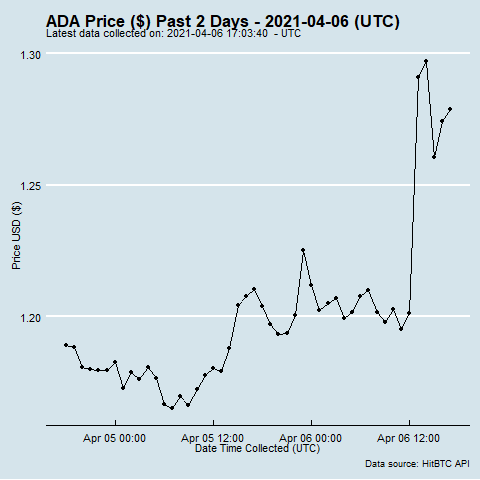 ADA Price ($) Past 2 Days - 2021-04-06 (UTC)
Latest data collected on: 2021-04-06 17:03:40 - UTC
1.30
1.25
1.20
Price USD ($)
Apr 05 00:00 Apr 05 12:00 Apr 06 00:00 Apr 06 12:00
Date Time Collected (UTC)
Data source: HitBTC API